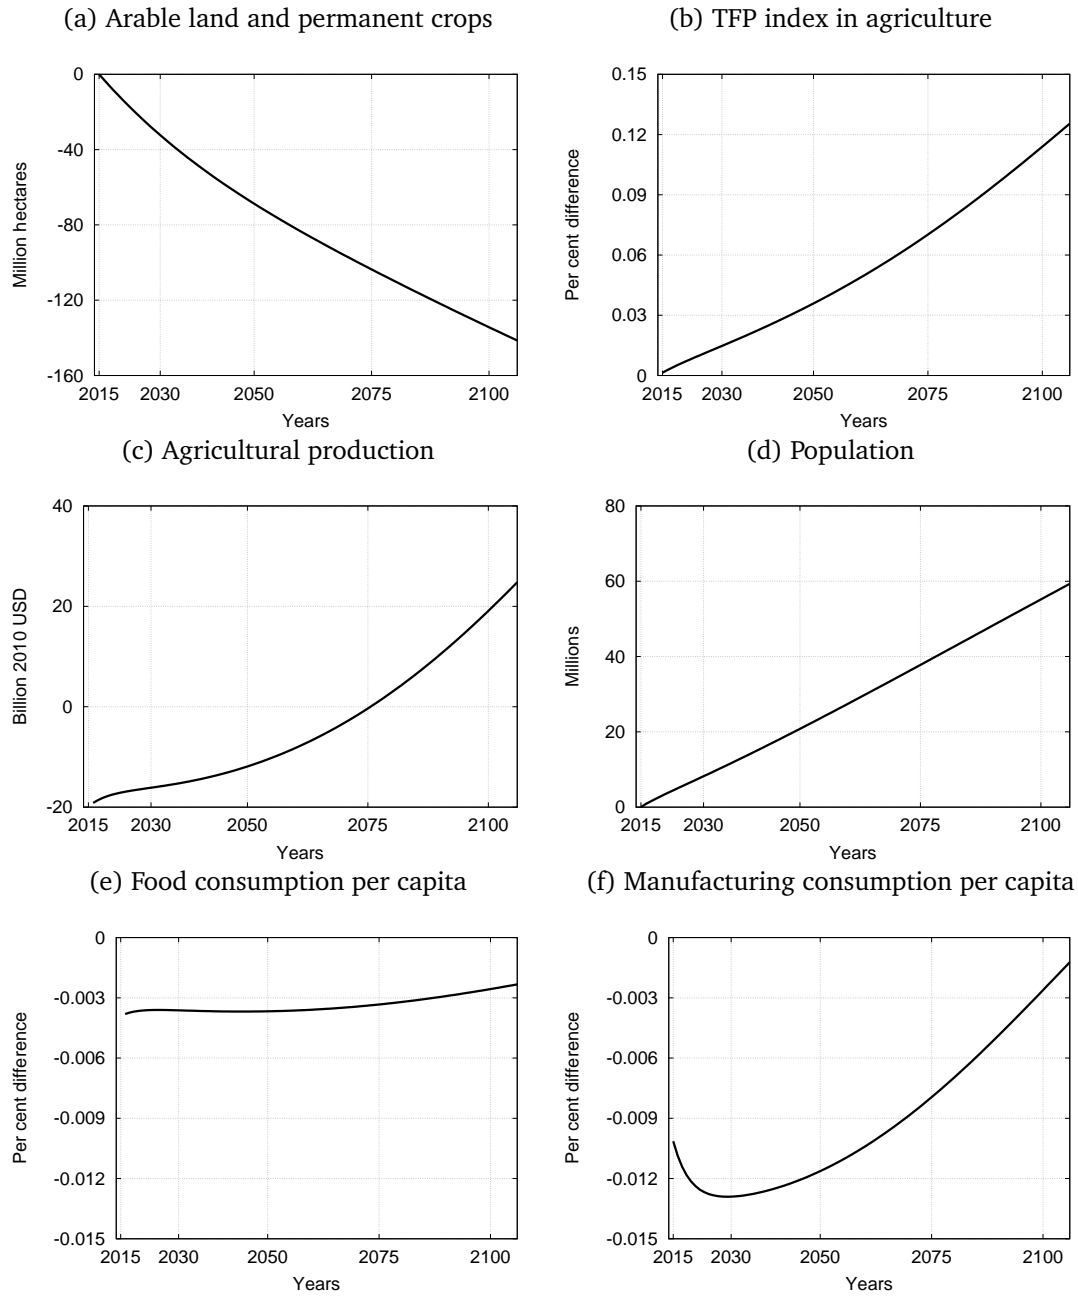 (a) Arable land and permanent crops
0
-40
-80
-120
-160
Million hectares
2015 2030 2050 2075 2100
Years
(b) TFP index in agriculture
0.15
0.12
0.09
0.06
0.03
0
Per cent difference
2015 2030 2050 2075 2100
Years
(c) Agricultural production
40
20
0
-20
Billion 2010 USD
2015 2030 2050 2075 2100
Years
(d) Population
80
60
40
20
0
Millions
2015 2030 2050 2075 2100
Years
(e) Food consumption per capita
0
-0.003
-0.006
-0.009
-0.012
-0.015
Per cent difference
2015 2030 2050 2075 2100
Years
(f) Manufacturing consumption per capita
0
-0.003
-0.006
-0.009
-0.012
-0.015
Per cent difference
2015 2030 2050 2075 2100
Years